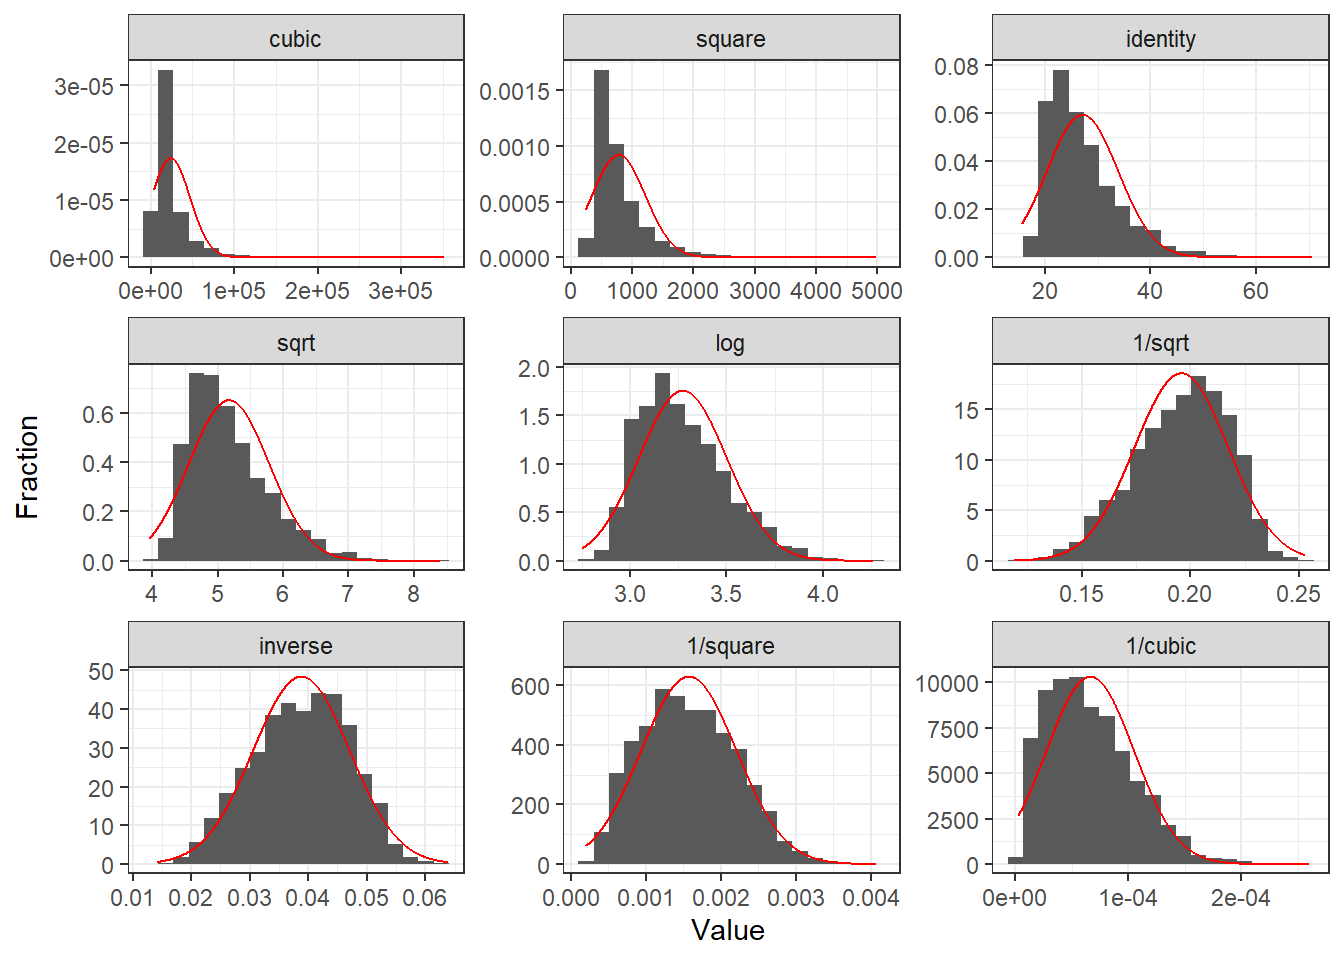 cubic
square
identity
3e-05
2e-05
1e-05
0e+00
0.0015
0.0010
0.0005
0.0000
0.08
0.06
0.04
0.02
0.00
0e+00 1e+05 2e+05 3e+05
0 1000 2000 3000 4000 5000
20 40 60
sqrt
log
1/sqrt
0.6
0.4
0.2
0.0
2.0
1.5
1.0
0.5
0.0
15
10
5
0
4 5 6 7 8
3.0 3.5 4.0
0.15 0.20 0.25
Fraction
inverse
1/square
1/cubic
50
40
30
20
10
0
600
400
200
0
10000
7500
5000
2500
0
0.01 0.02 0.03 0.04 0.05 0.06
0.000 0.001 0.002 0.003 0.004
0e+00 1e-04 2e-04
Value